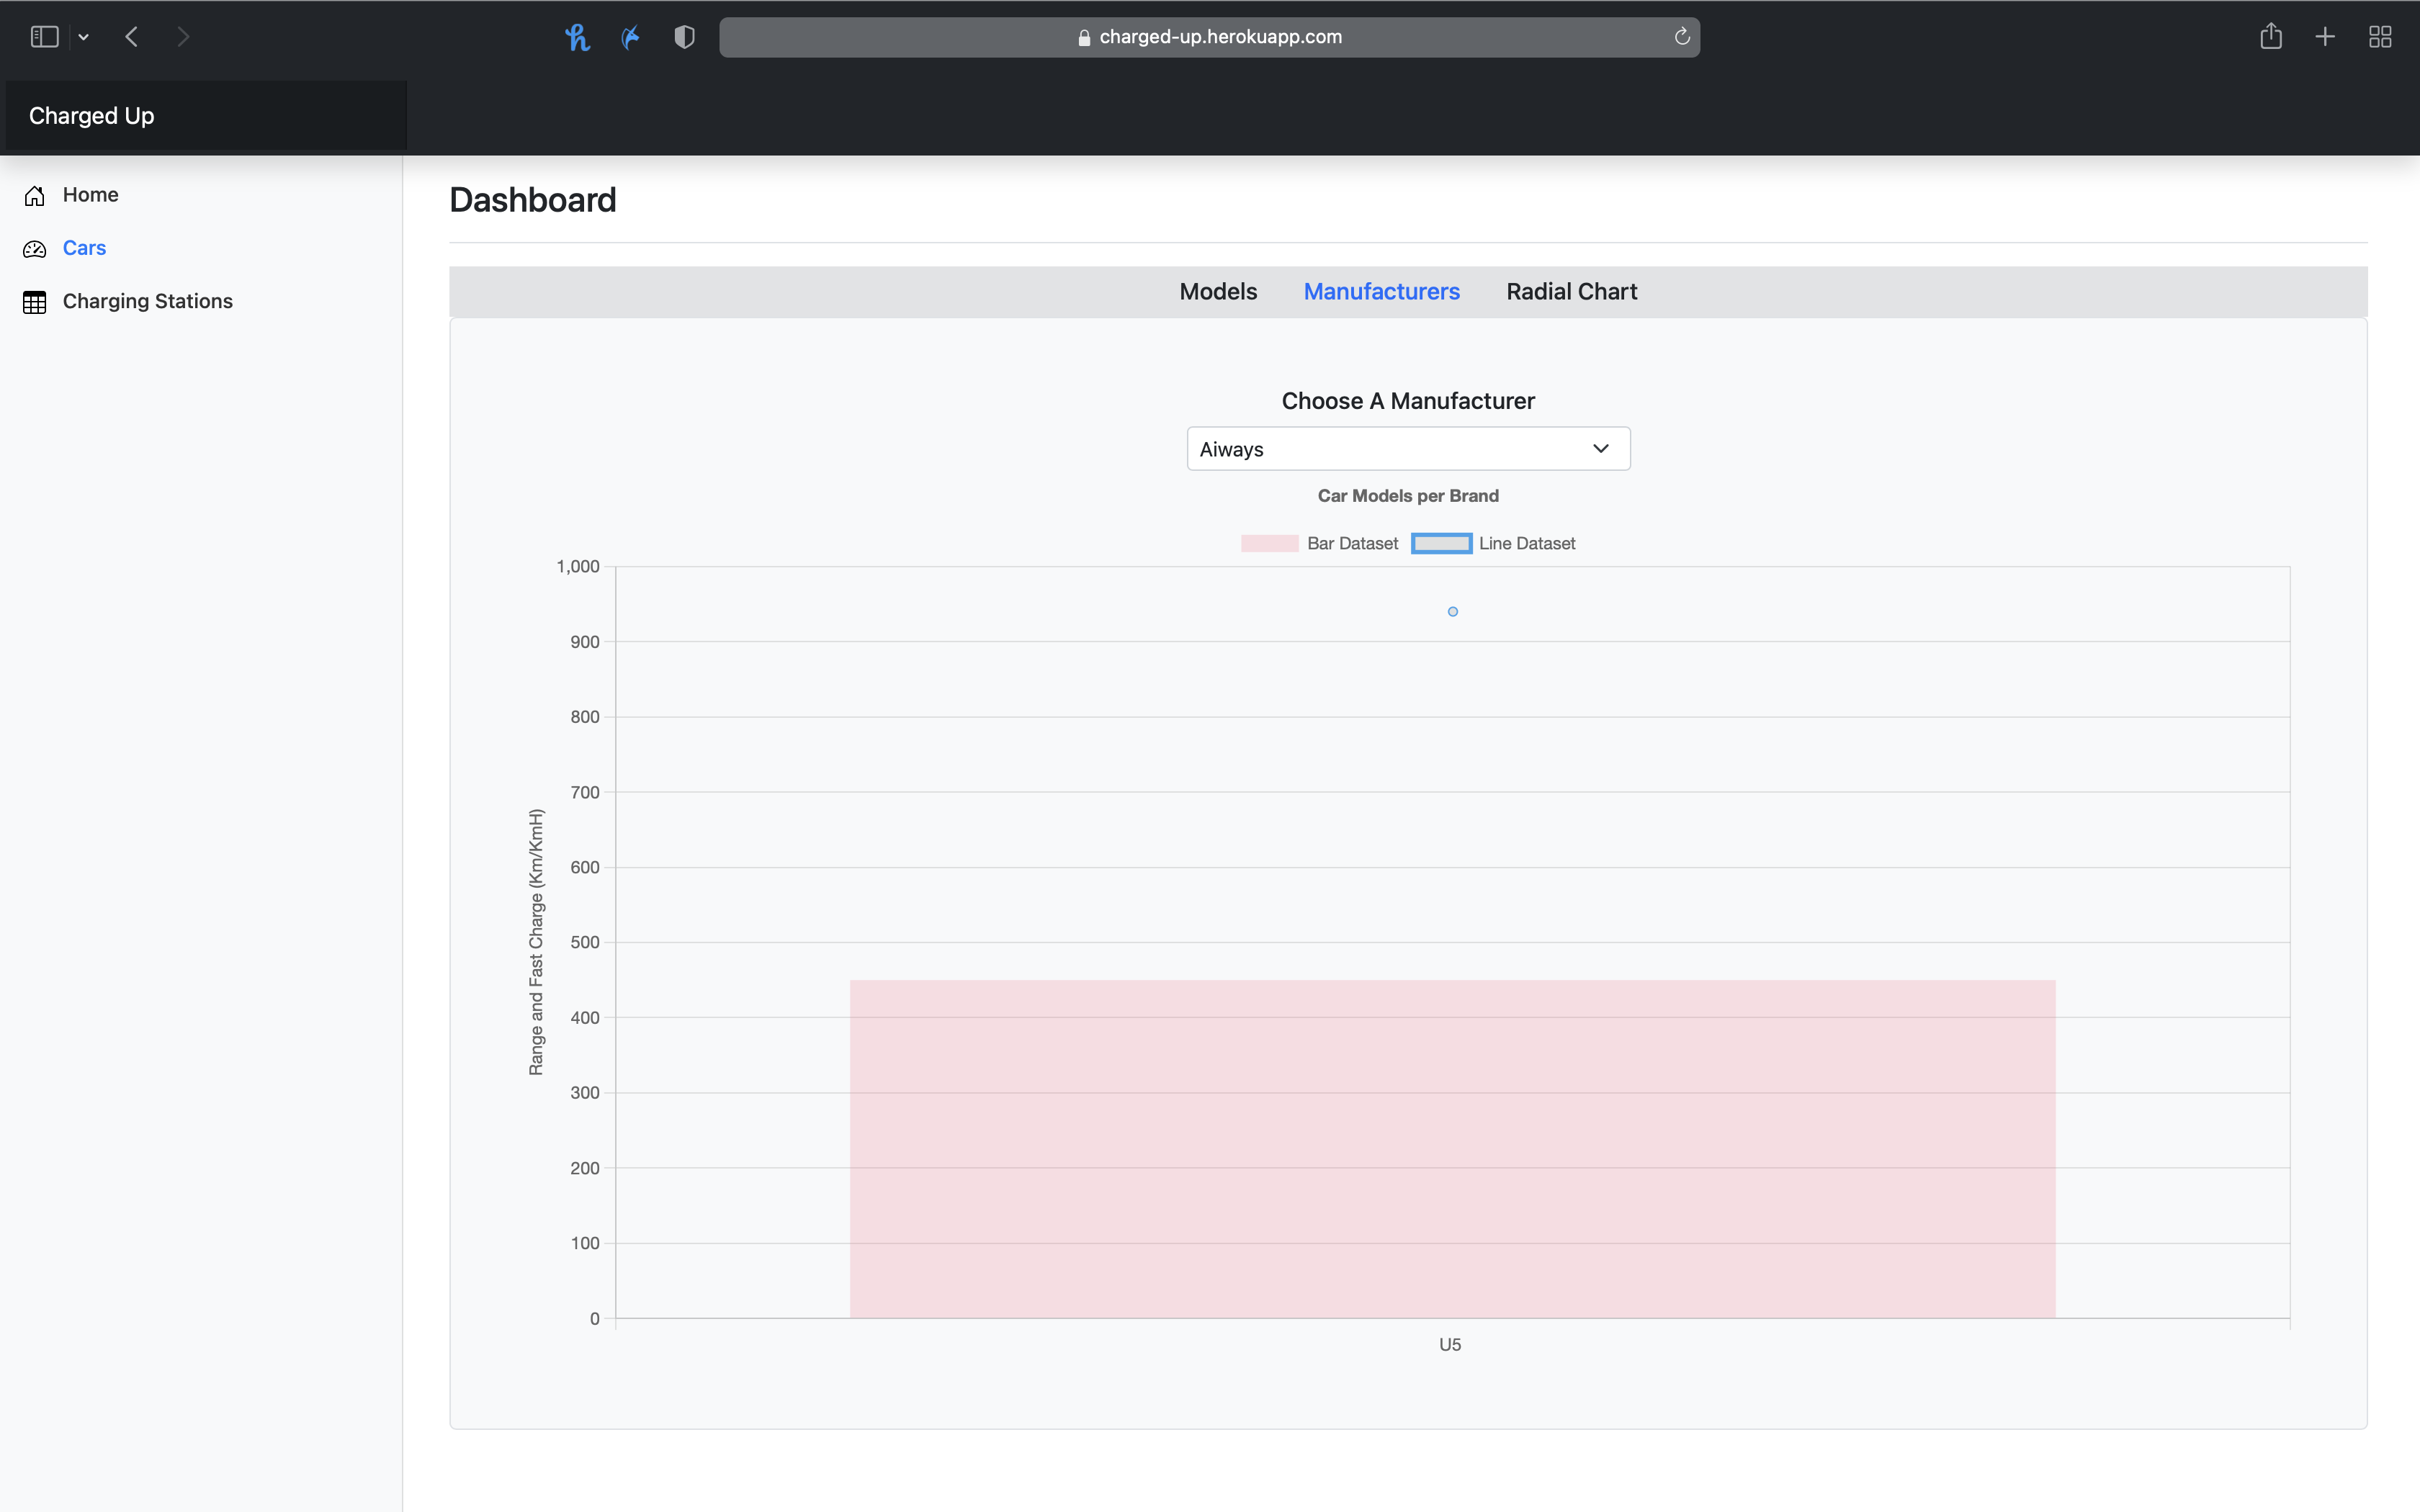 charged-up.herokuapp.com
Charged Up
Home
Cars
Charging Stations
Dashboard
Models Manufacturers Radial Chart
Choose A Manufacturer
Aiways
Car Models per Brand
Bar Dataset Line Dataset
Range and Fast Charge (Km/KmH)
1,000
900
800
700
600
500
400
300
200
100
0
U5